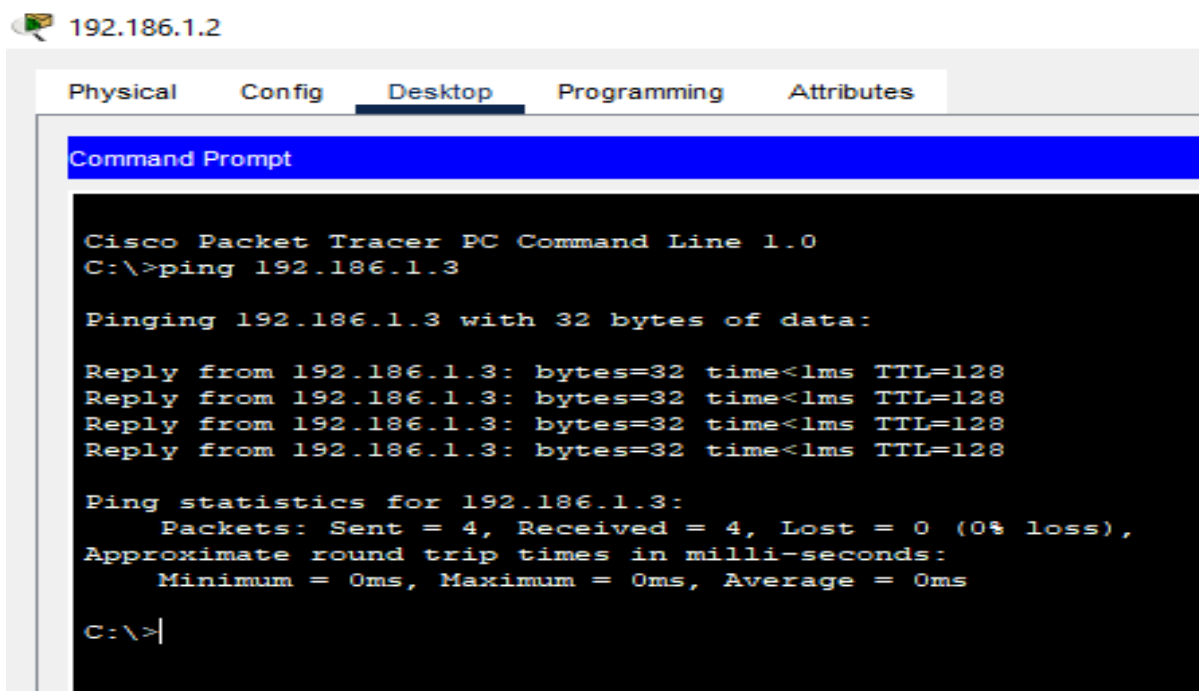 192.186.1.2
Physical Config Desktop Programming Attributes
Command Prompt
Cisco Packet Tracer PC Command Line 1.0
C:\>ping 192.186.1.3
Pinging 192.186.1.3 with 32 bytes of data:
Reply from 192.186.1.3: bytes=32 time<1ms TTL=128
Reply from 192.186.1.3: bytes=32 time<1ms TTL=128
Reply from 192.186.1.3: bytes=32 time<1ms TTL=128
Reply from 192.186.1.3: bytes=32 time<1ms TTL=128
Ping statistics for 192.186.1.3:
Packets: Sent = 4, Received = 4, Lost = 0 (0% loss),
Approximate round trip times in milli-seconds:
Minimum = 0ms, Maximum = 0ms, Average = 0ms
C:\>